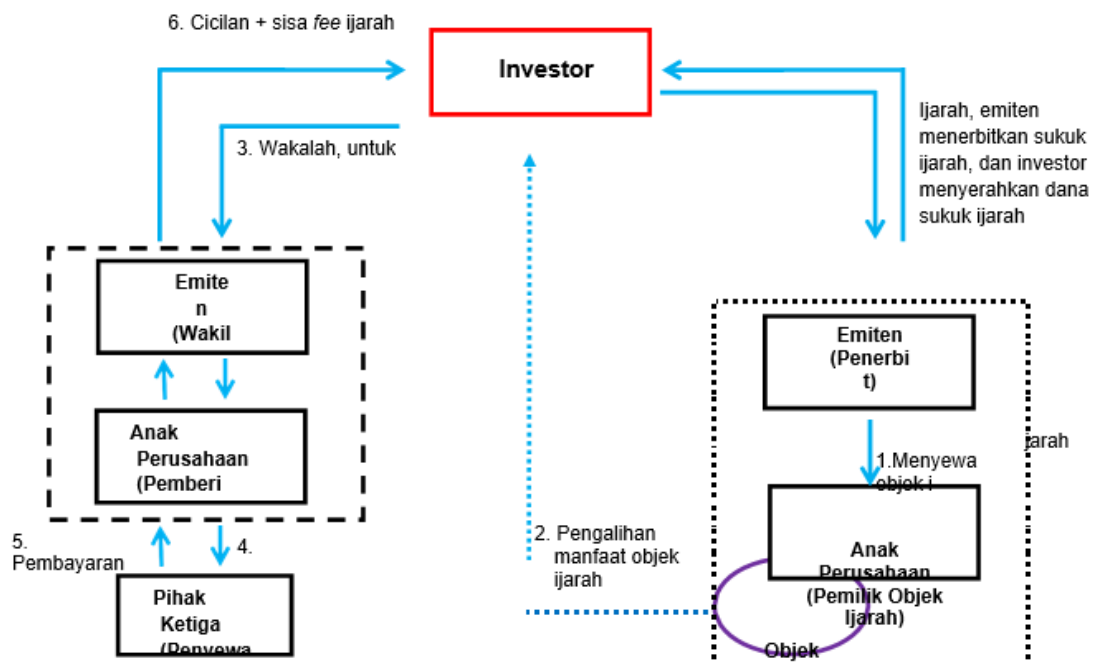 6. Cicilan + sisa fee ijarah
Investor
3. Wakalah, untuk
Ijarah, emiten
menerbitkan sukuk
ijarah, dan investor
menyerahkan dana
sukuk ijarah
Emite
n
(Wakil
Anak
Perusahaan
(Pemberi
5.
Pembayaran
4.
Pihak
Ketiga
(Penyewa
2. Pengalihan
manfaat objek
ijarah
Emiten
(Penerbi
t)
1.Menyewa
objek i
jarah
Anak
Perusahaan
(Pemilik Objek
Ijarah)
Objek